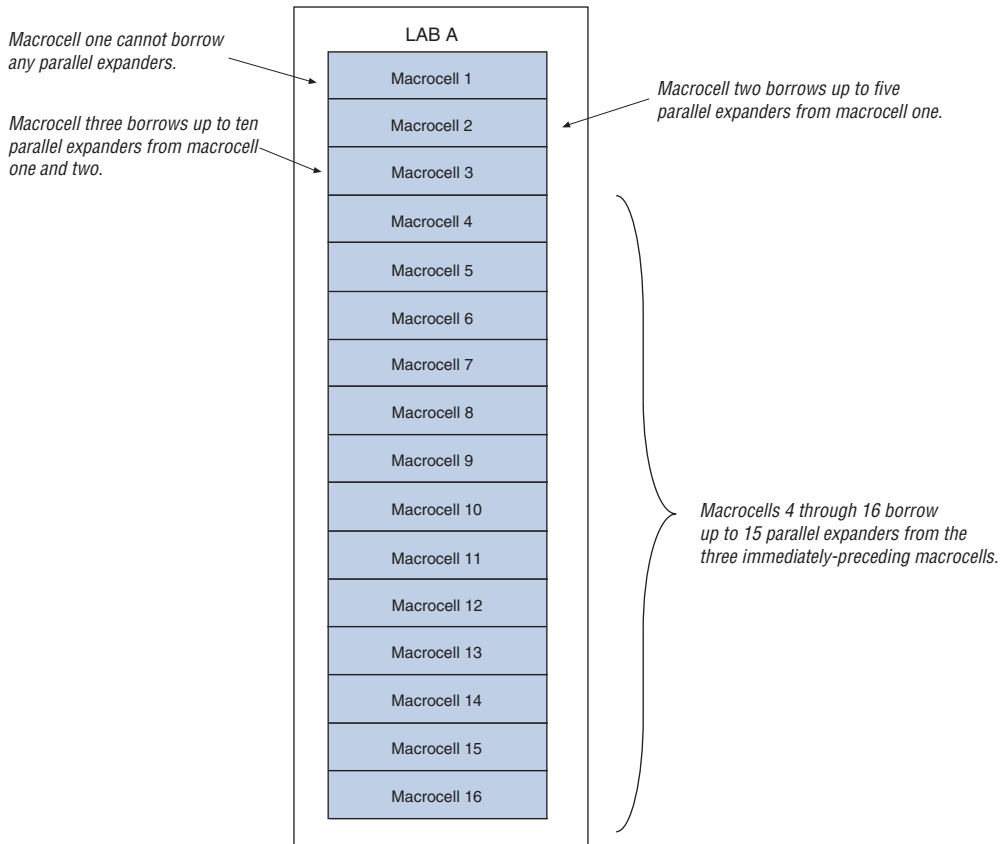 LAB A
Macrocell one cannot borrow
any parallel expanders.
Macrocell 1
Macrocell two borrows up to five
parallel expanders from macrocell one.
Macrocell 2
Macrocell three borrows up to ten
parallel expanders from macrocell
one and two.
Macrocell 3
Macrocell 4
Macrocell 5
Macrocell 6
Macrocell 7
Macrocell 8
Macrocell 9
Macrocell 10
Macrocells 4 through 16 borrow
up to 15 parallel expanders from the
three immediately-preceding macrocells.
Macrocell 11
Macrocell 12
Macrocell 13
Macrocell 14
Macrocell 15
Macrocell 16